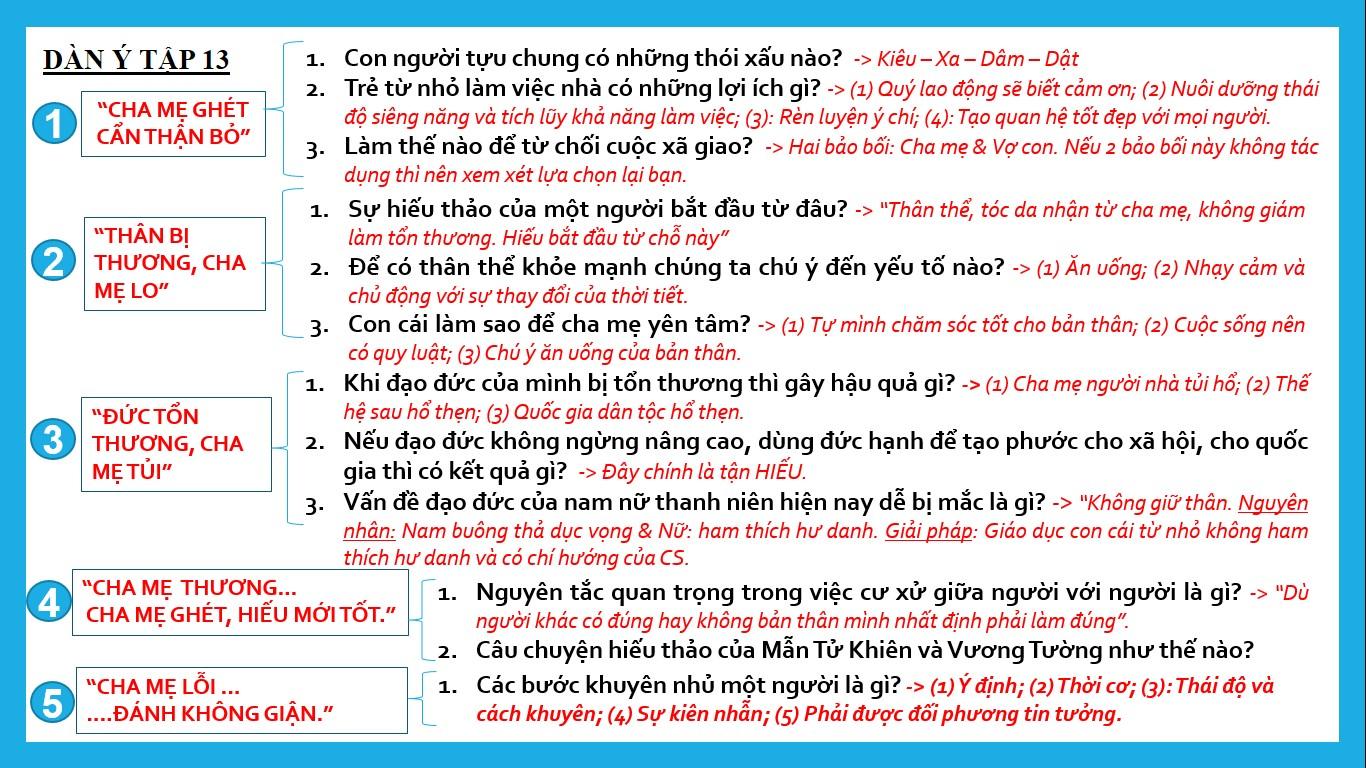 DÀN Ý TẬP 13
1
“CHA MẸ GHÉT
CẨN THẬN BỎ”
1. Con người tựu chung có những thói xấu nào? -> Kiêu – Xa – Dâm – Dật
2. Trẻ từ nhỏ làm việc nhà có những lợi ích gì? -> (1) Quý lao động sẽ biết cảm ơn; (2) Nuôi dưỡng thái
độ siêng năng và tích lũy khả năng làm việc; (3): Rèn luyện ý chí; (4): Tạo quan hệ tốt đẹp với mọi người.
3. Làm thế nào để từ chối cuộc xã giao? -> Hai bảo bối: Cha mẹ & Vợ con. Nếu 2 bảo bối này không tác
dụng thì nên xem xét lựa chọn lại bạn.
2
“THÂN BỊ
THƯƠNG, CHA
MẸ LO”
1. Sự hiếu thảo của một người bắt đầu từ đâu? -> “Thân thể, tóc da nhận từ cha mẹ, không giám
làm tổn thương. Hiếu bắt đầu từ chỗ này”
2. Để có thân thể khỏe mạnh chúng ta chú ý đến yếu tố nào? -> (1) Ăn uống; (2) Nhạy cảm và
chủ động với sự thay đổi của thời tiết.
3. Con cái làm sao để cha mẹ yên tâm? -> (1) Tự mình chăm sóc tốt cho bản thân; (2) Cuộc sống nên
có quy luật; (3) Chú ý ăn uống của bản thân.
3
“ĐỨC TỔN
THƯƠNG, CHA
MẸ TỦI”
1. Khi đạo đức của mình bị tổn thương thì gây hậu quả gì? -> (1) Cha mẹ người nhà tủi hổ; (2) Thế
hệ sau hổ thẹn; (3) Quốc gia dân tộc hổ thẹn.
2. Nếu đạo đức không ngừng nâng cao, dùng đức hạnh để tạo phước cho xã hội, cho quốc
gia thì có kết quả gì? -> Đây chính là tận HIẾU.
3. Vấn đề đạo đức của nam nữ thanh niên hiện nay dễ bị mắc là gì? -> “Không giữ thân. Nguyên
nhân: Nam buông thả dục vọng & Nữ: ham thích hư danh. Giải pháp: Giáo dục con cái từ nhỏ không ham
thích hư danh và có chí hướng của CS.
4
“CHA MẸ THƯƠNG...
CHA MẸ GHÉT, HIẾU MỚI TỐT.”
1. Nguyên tắc quan trọng trong việc cư xử giữa người với người là gì? -> “Dù
người khác có đúng hay không bản thân mình nhất định phải làm đúng”.
2. Câu chuyện hiếu thảo của Mẫn Tử Khiên và Vương Tường như thế nào?
5
“CHA MẸ LỖI ...
....ĐÁNH KHÔNG GIẬN.”
1. Các bước khuyên nhủ một người là gì? -> (1) Ý định; (2) Thời cơ; (3): Thái độ và
cách khuyên; (4) Sự kiên nhẫn; (5) Phải được đối phương tin tưởng.